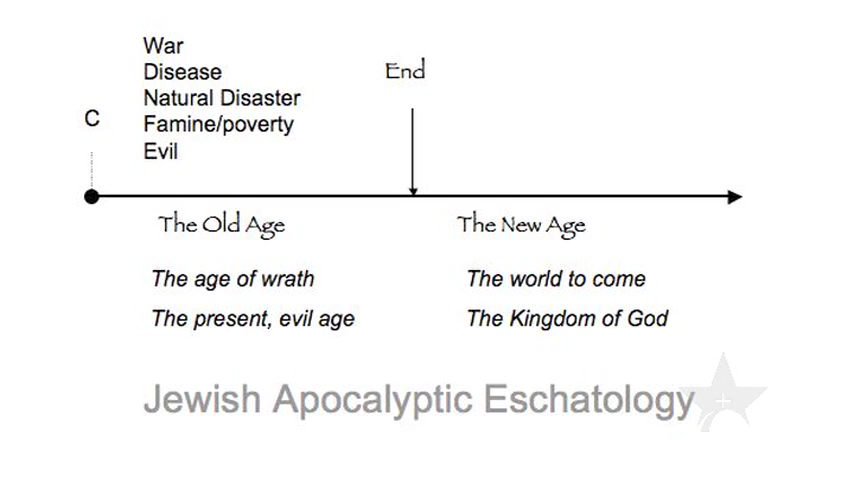 War
Disease
Natural Disaster
Famine/poverty
Evil
C
End
The Old Age
The New Age
The age of wrath
The world to come
The present, evil age
The Kingdom of God
Jewish Apocalyptic Eschatology